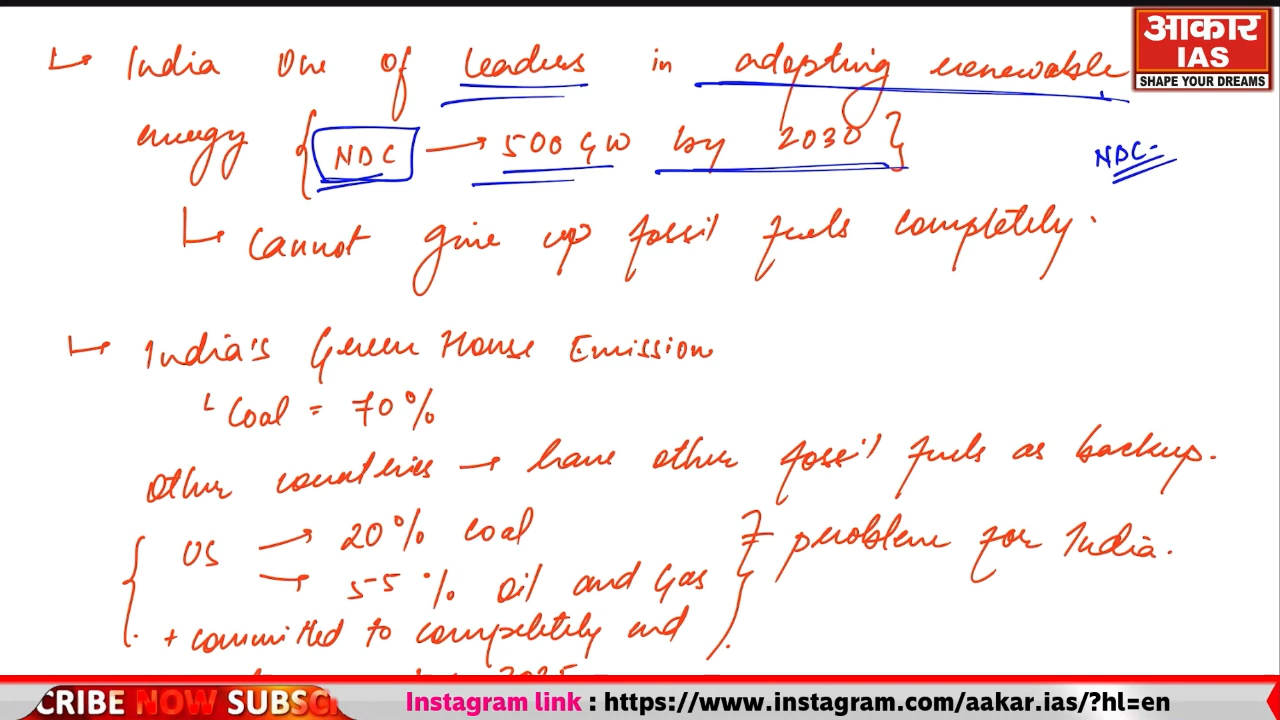 आकार
IAS
SHAPE YOUR DREAMS
↳ India one of leaders in adopting renewable
energy { NDC → 500 GW by 2030 }
NDC
↳ cannot give up fossil fuels completely.
↳ India's Green House Emission
↳ Coal = 70%
other countries → have other fossil fuels as backup.
US → 20% coal
→ 55% oil and Gas
+ committed to completely end
} problem for India.
2035
CRIBE NOW SUBSC
Instagram link : https://www.instagram.com/aakar.ias/?hl=en